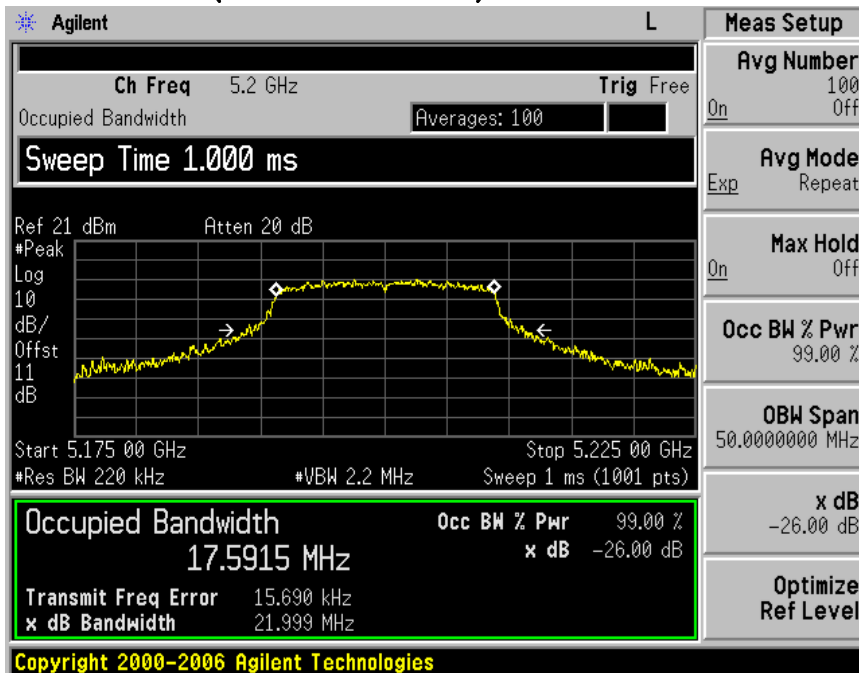 Agilent L
Meas Setup
Ch Freq 5.2 GHz Trig Free
Occupied Bandwidth Averages: 100
Sweep Time 1.000 ms
Ref 21 dBm Atten 20 dB
#Peak
Log
10
dB/
Offst
11
dB
Start 5.175 00 GHz Stop 5.225 00 GHz
#Res BW 220 kHz #VBW 2.2 MHz Sweep 1 ms (1001 pts)
Occupied Bandwidth Occ BW % Pwr 99.00 %
17.5915 MHz x dB -26.00 dB
Transmit Freq Error 15.690 kHz
x dB Bandwidth 21.999 MHz
Avg Number
100
On Off
Avg Mode
Exp Repeat
Max Hold
On Off
Occ BW % Pwr
99.00 %
OBW Span
50.0000000 MHz
x dB
-26.00 dB
Optimize
Ref Level
Copyright 2000-2006 Agilent Technologies